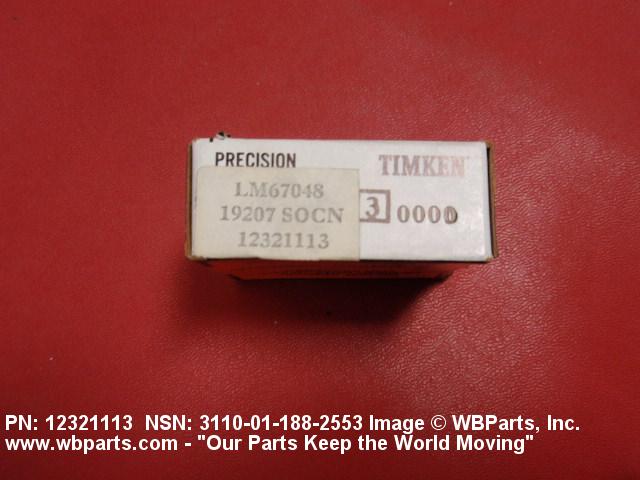 PRECISION TIMKEN
LM67048
19207 SOCN 3 0000
12321113
PN: 12321113 NSN: 3110-01-188-2553 Image © WBParts, Inc.
www.wbparts.com - "Our Parts Keep the World Moving"